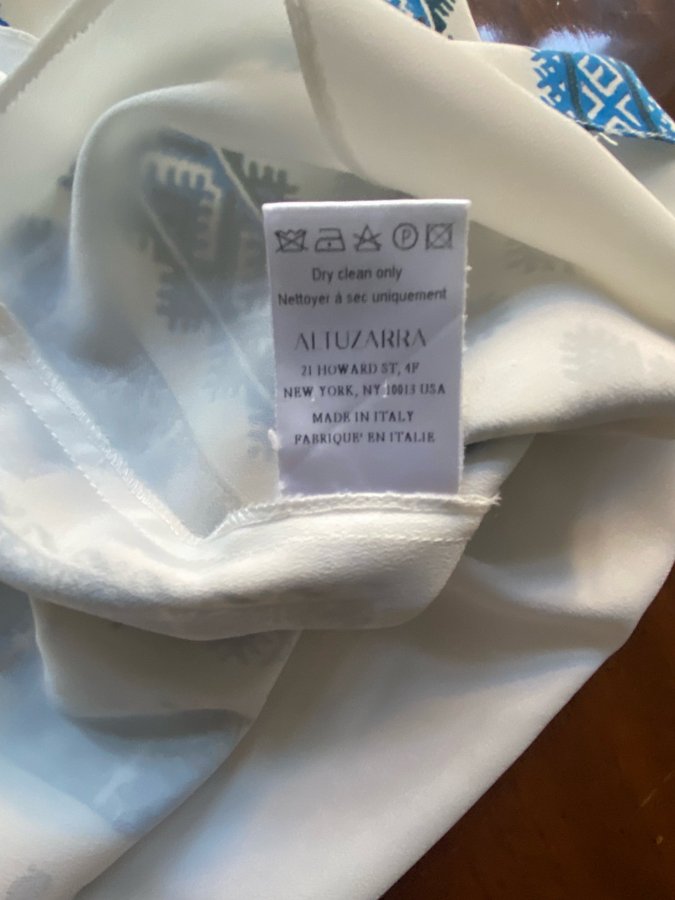 P
Dry clean only
Nettoyer à sec uniquement
ALTUZARRA
21 HOWARD ST, 4F
NEW YORK, NY 10013 USA
MADE IN ITALY
FABRIQUE' EN ITALIE